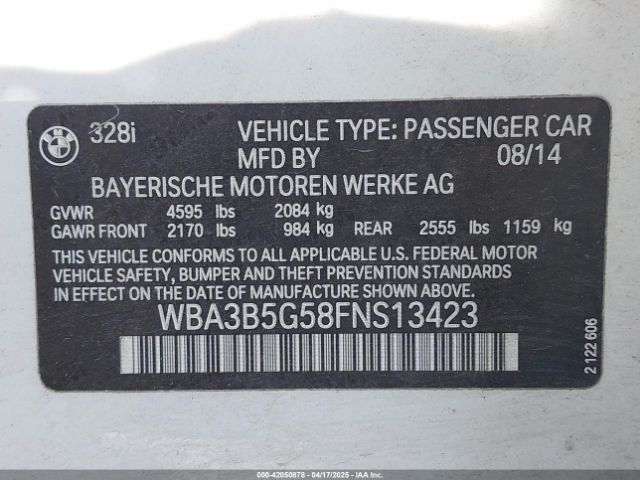 BMW 328i VEHICLE TYPE: PASSENGER CAR
MFD BY 08/14
BAYERISCHE MOTOREN WERKE AG
GVWR 4595 lbs 2084 kg
GAWR FRONT 2170 lbs 984 kg REAR 2555 lbs 1159 kg
THIS VEHICLE CONFORMS TO ALL APPLICABLE U.S. FEDERAL MOTOR
VEHICLE SAFETY, BUMPER AND THEFT PREVENTION STANDARDS
IN EFFECT ON THE DATE OF MANUFACTURE SHOWN ABOVE.
WBA3B5G58FNS13423
2 122 606
000-42050878 - 04/17/2025 - IAAI.COM